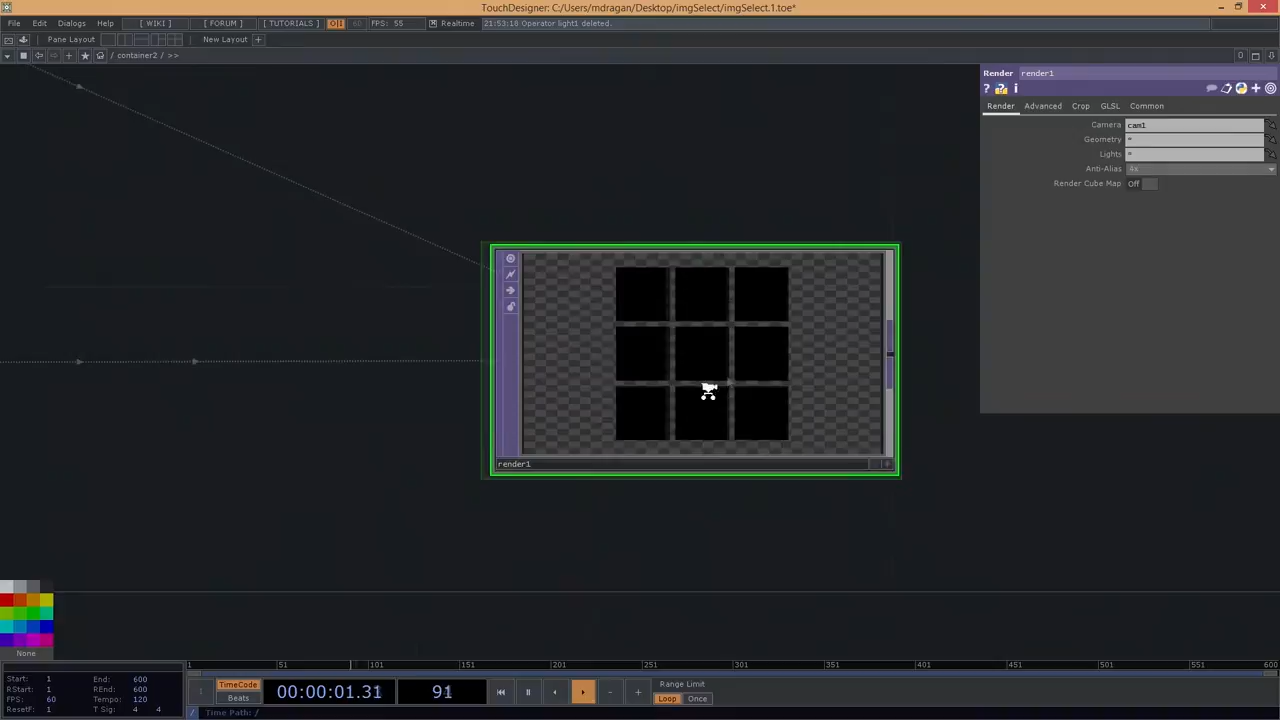 TouchDesigner: C:/Users/mdragan/Desktop/imgSelect/imgSelect.1.toe*
File Edit Dialogs Help [ WIKI ] [ FORUM ] [ TUTORIALS ] O|I 60 FPS: 55 Realtime 21:53:18 Operator light1 deleted.
Pane Layout New Layout +
/ container2 / >>
Render render1
Render Advanced Crop GLSL Common
Camera cam1
Geometry *
Lights *
Anti-Alias 4x
Render Cube Map Off
render1
None
1 51 101 151 201 251 301 351 401 451 501 551 600
Start: 1 End: 600
RStart: 1 REnd: 600
FPS: 60 Tempo: 120
ResetF: 1 T Sig: 4 4
TimeCode
Beats
00:00:01.31 91
Range Limit
Loop Once
Time Path: /